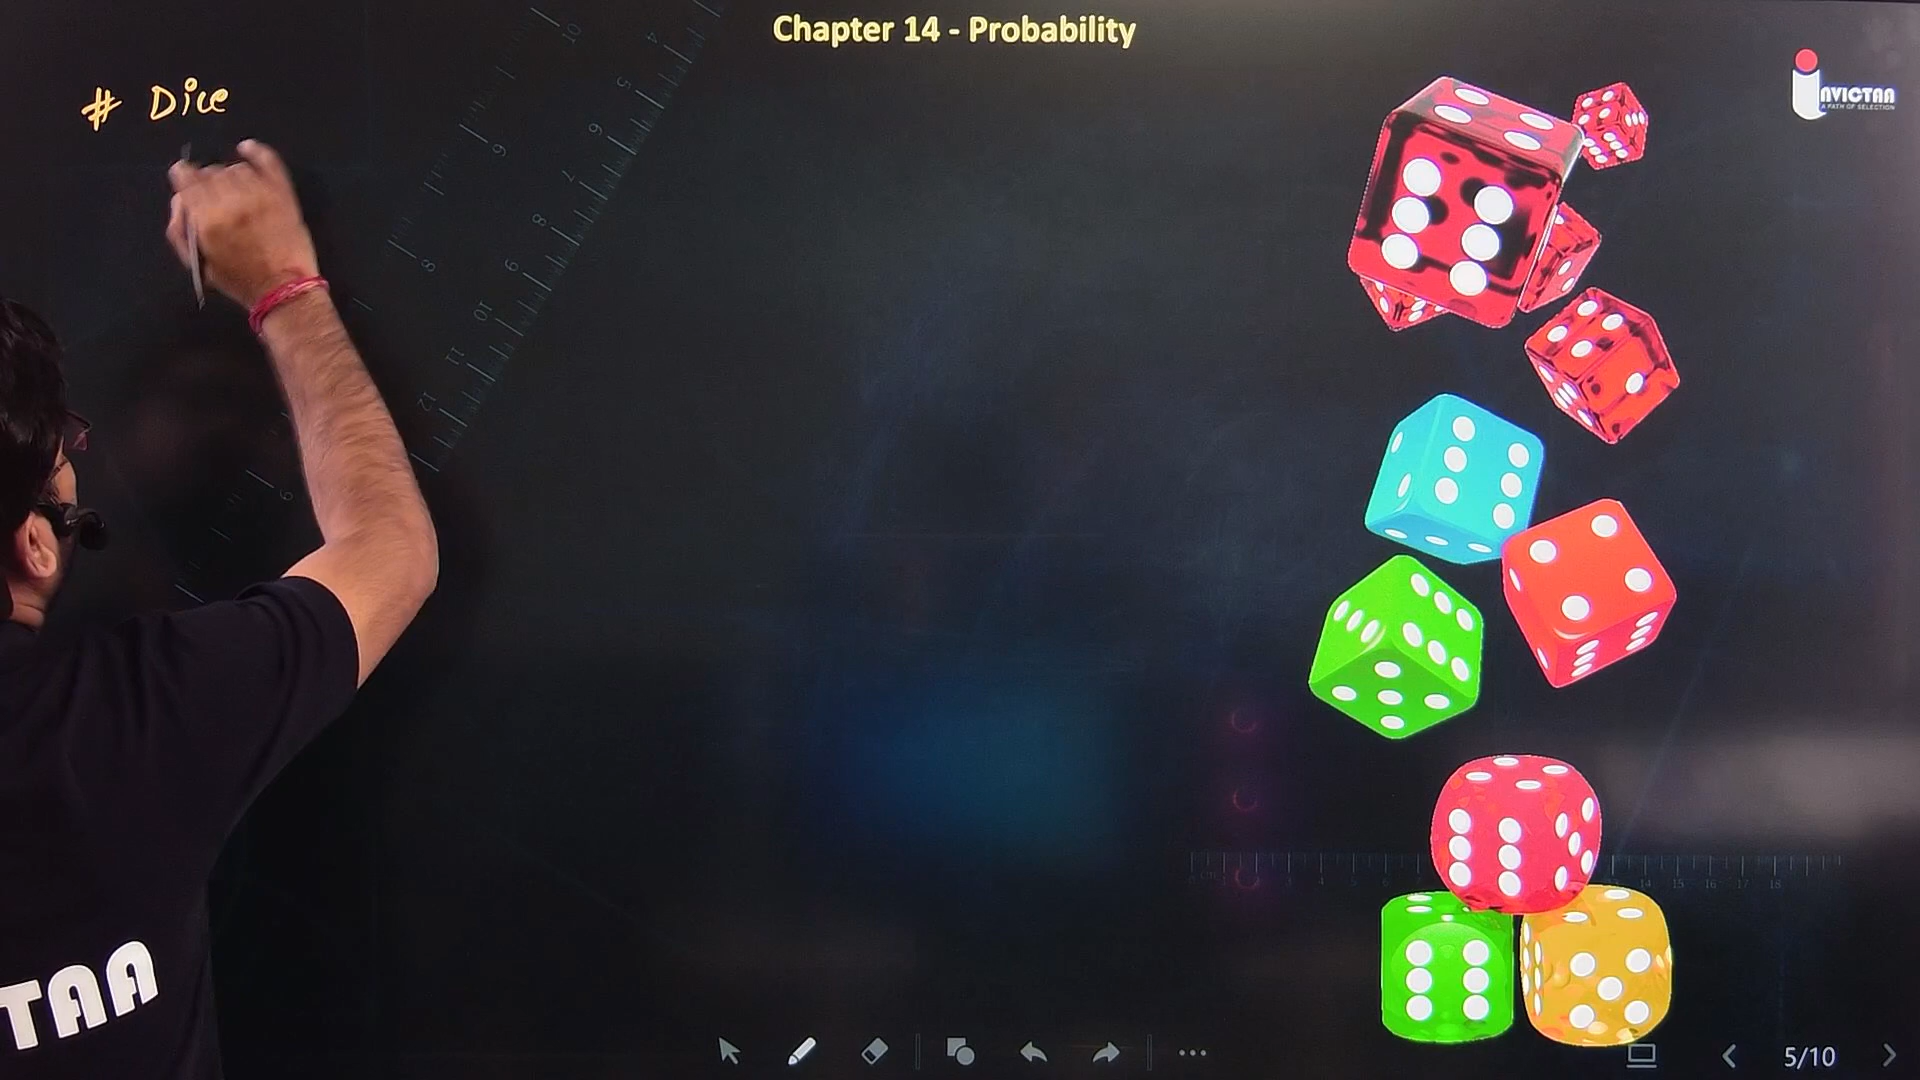 Chapter 14 - Probability
# Dice
iNVICTAA
A PATH OF SELECTION
TAA
5/10